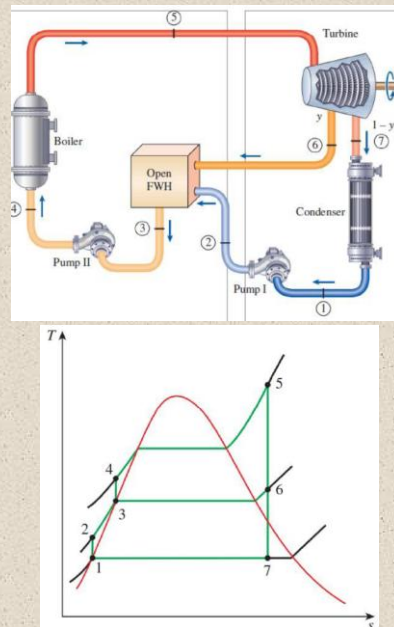 ⑤
Turbine
Boiler
y
1 – y
⑥
⑦
Open
FWH
Condenser
④
③
②
Pump II
Pump I
①
T
5
4
6
3
2
1
7
s